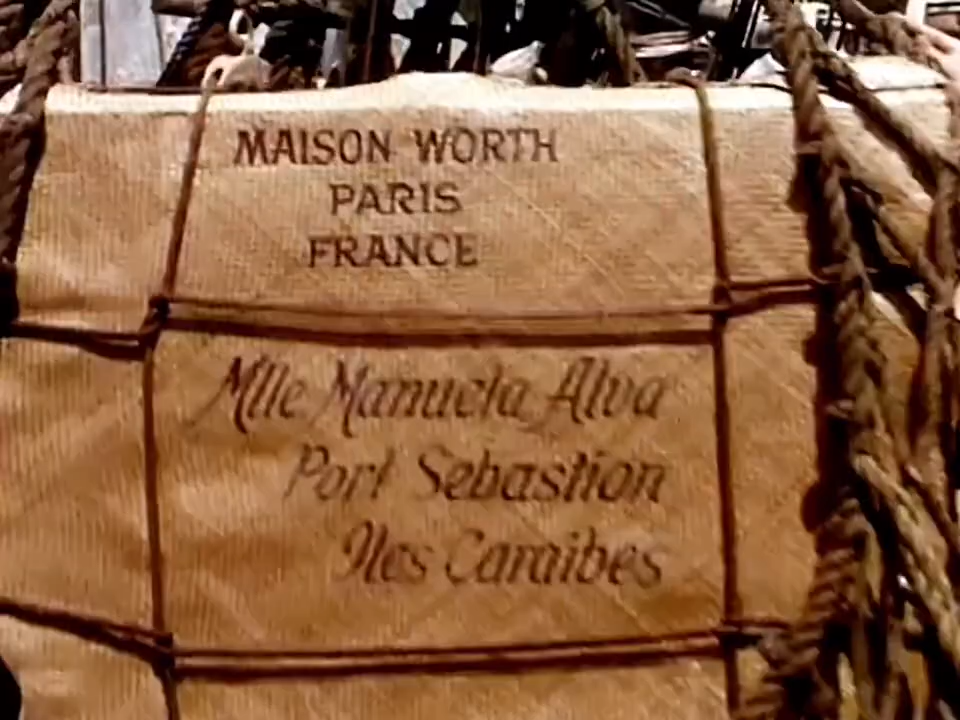 MAISON WORTH
PARIS
FRANCE
Mlle Manuela Alva
Port Sebastion
Iles Caraibes